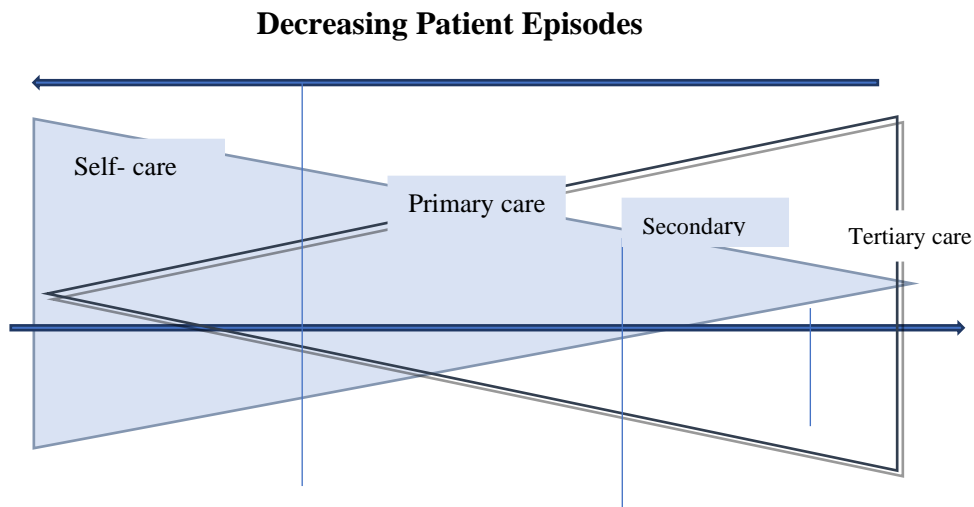 Decreasing Patient Episodes
Self- care
Primary care
Secondary
Tertiary care